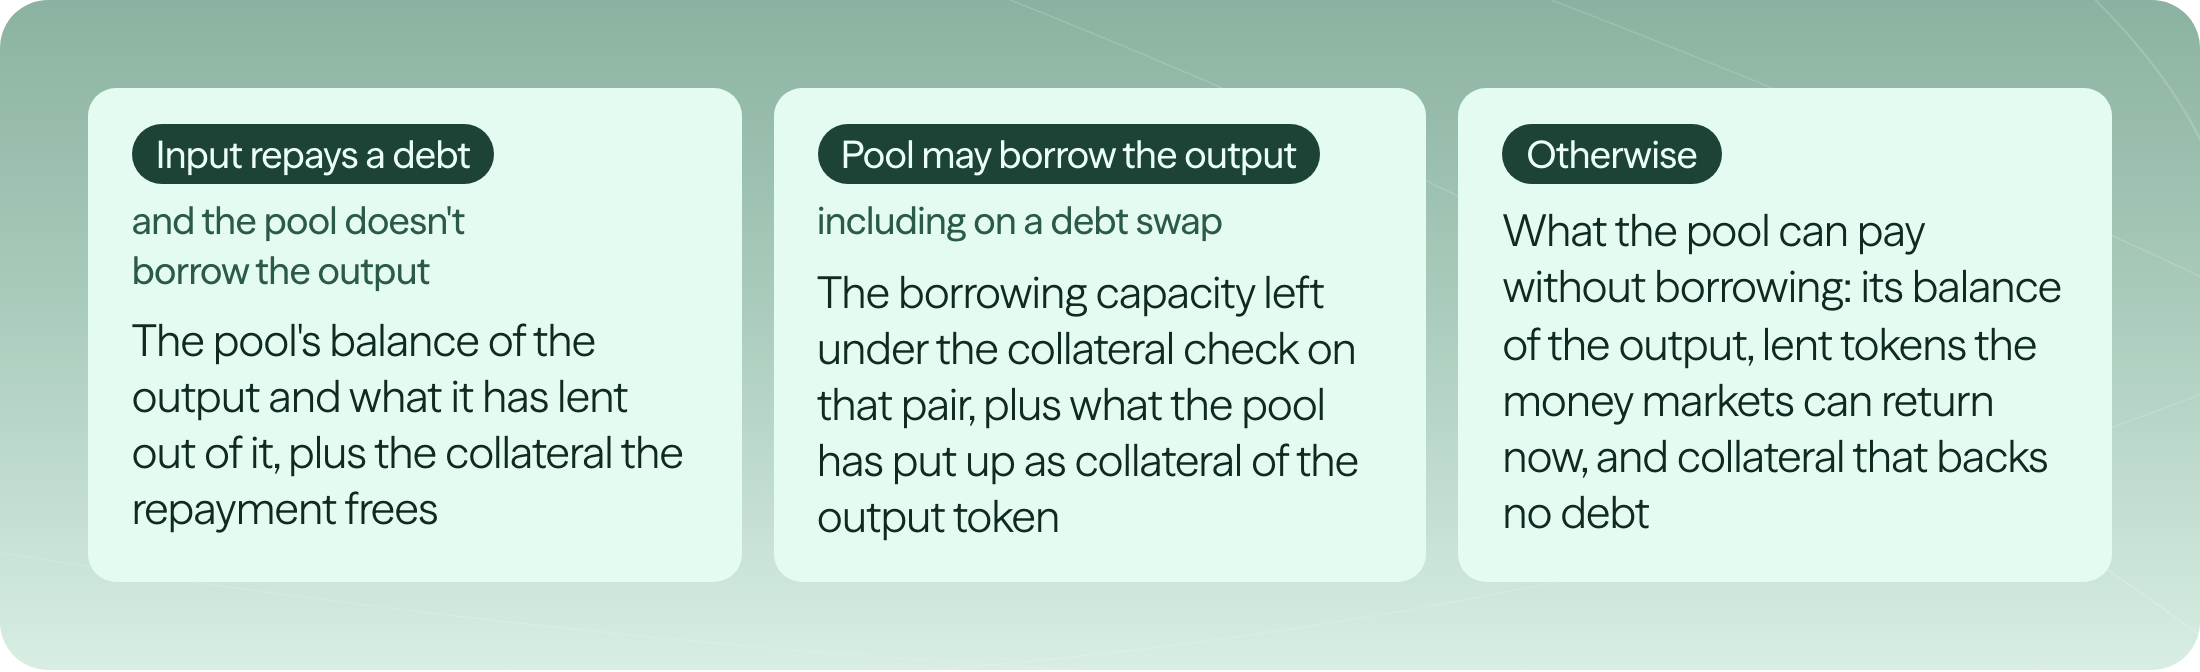 Input repays a debt
and the pool doesn't
borrow the output
The pool's balance of the
output and what it has lent
out of it, plus the collateral the
repayment frees
Pool may borrow the output
including on a debt swap
The borrowing capacity left
under the collateral check on
that pair, plus what the pool
has put up as collateral of the
output token
Otherwise
What the pool can pay
without borrowing: its balance
of the output, lent tokens the
money markets can return
now, and collateral that backs
no debt